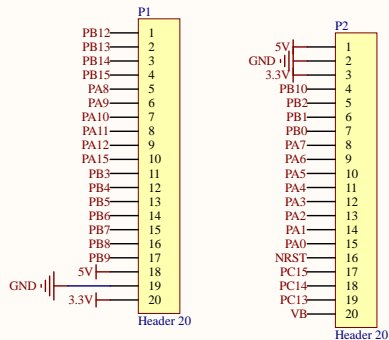 P1
PB12 1
PB13 2
PB14 3
PB15 4
PA8 5
PA9 6
PA10 7
PA11 8
PA12 9
PA15 10
PB3 11
PB4 12
PB5 13
PB6 14
PB7 15
PB8 16
PB9 17
5V 18
GND 19
3.3V 20
Header 20
P2
5V 1
GND 2
3.3V 3
PB10 4
PB2 5
PB1 6
PB0 7
PA7 8
PA6 9
PA5 10
PA4 11
PA3 12
PA2 13
PA1 14
PA0 15
NRST 16
PC15 17
PC14 18
PC13 19
VB 20
Header 20